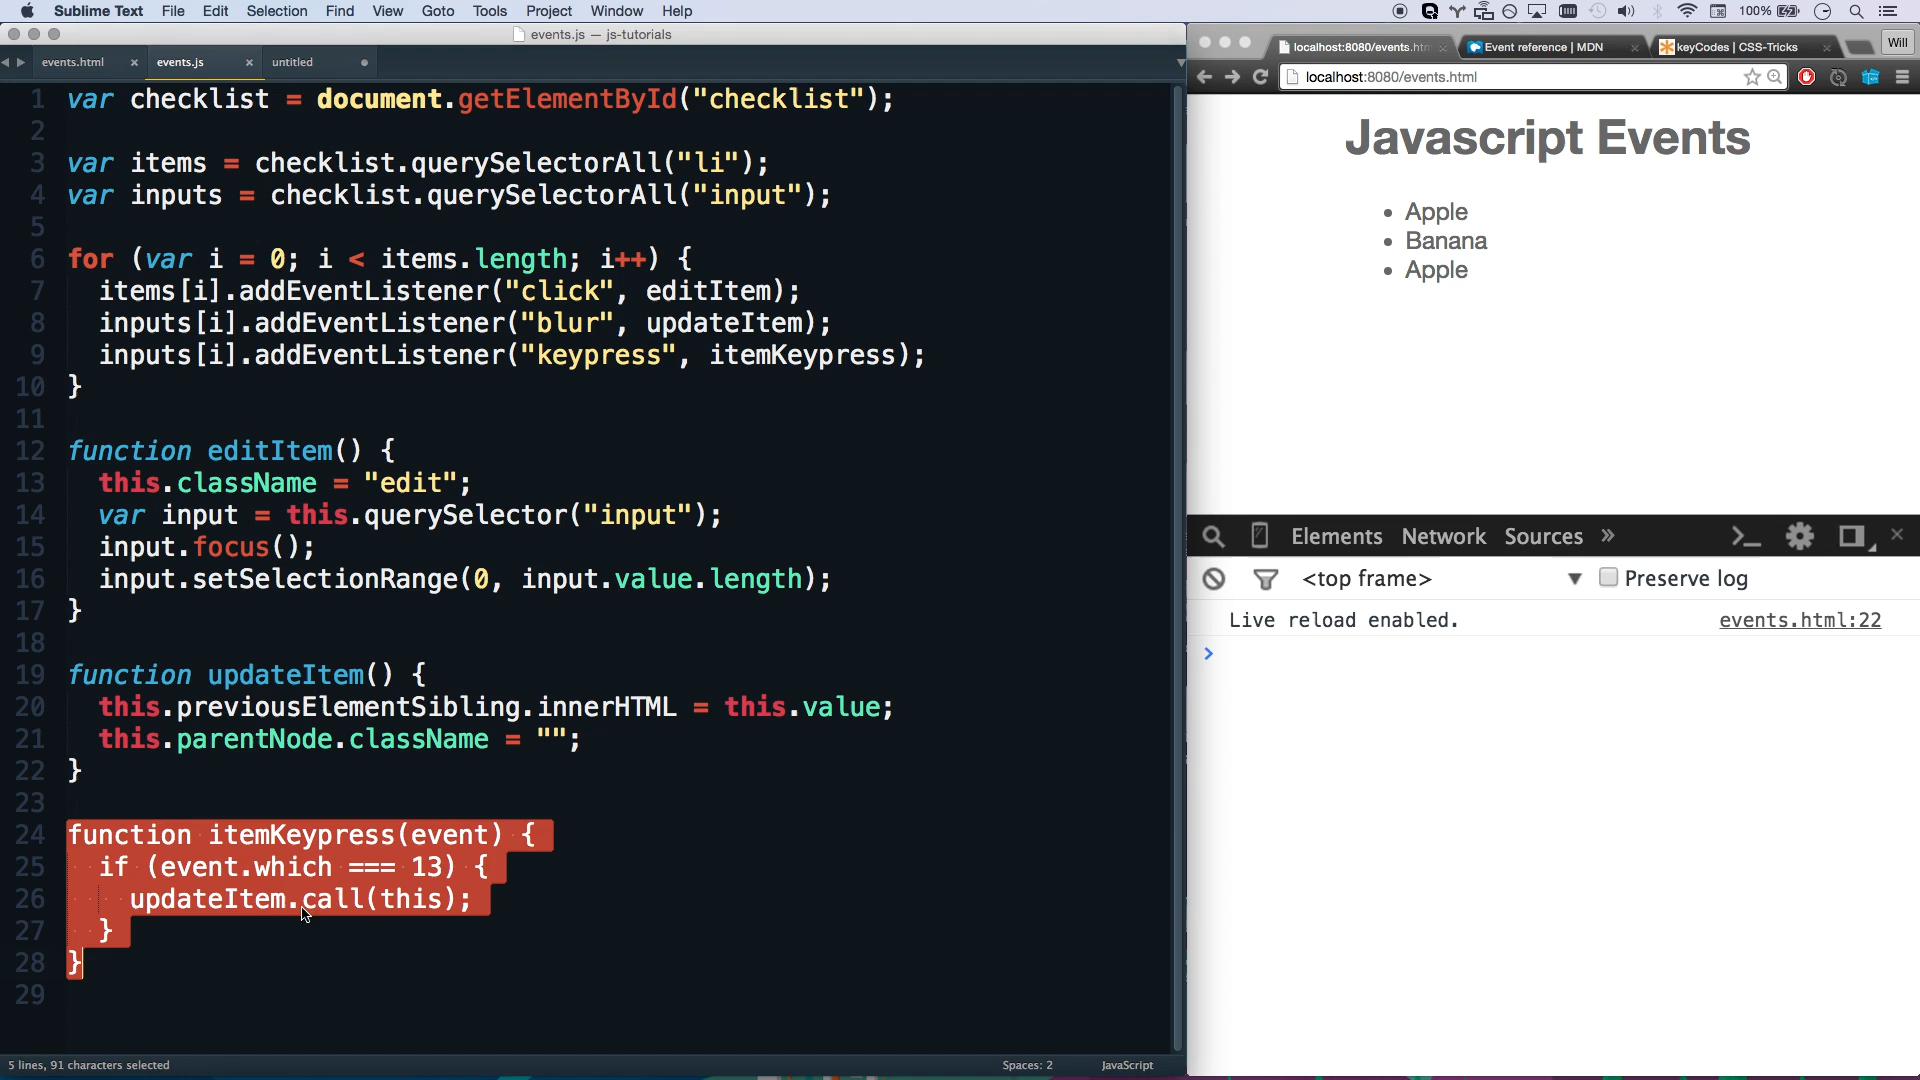 Sublime Text File Edit Selection Find View Goto Tools Project Window Help 100%
events.js — js-tutorials
events.html × events.js × untitled
1 var checklist = document.getElementById("checklist");
2
3 var items = checklist.querySelectorAll("li");
4 var inputs = checklist.querySelectorAll("input");
5
6 for (var i = 0; i < items.length; i++) {
7 items[i].addEventListener("click", editItem);
8 inputs[i].addEventListener("blur", updateItem);
9 inputs[i].addEventListener("keypress", itemKeypress);
10 }
11
12 function editItem() {
13 this.className = "edit";
14 var input = this.querySelector("input");
15 input.focus();
16 input.setSelectionRange(0, input.value.length);
17 }
18
19 function updateItem() {
20 this.previousElementSibling.innerHTML = this.value;
21 this.parentNode.className = "";
22 }
23
24 function itemKeypress(event) {
25 if (event.which === 13) {
26 updateItem.call(this);
27 }
28 }
29
5 lines, 91 characters selected Spaces: 2 JavaScript
localhost:8080/events.htm Event reference | MDN keyCodes | CSS-Tricks Will
localhost:8080/events.html
Javascript Events
• Apple
• Banana
• Apple
Elements Network Sources »
<top frame> ▼ Preserve log
Live reload enabled. events.html:22
>